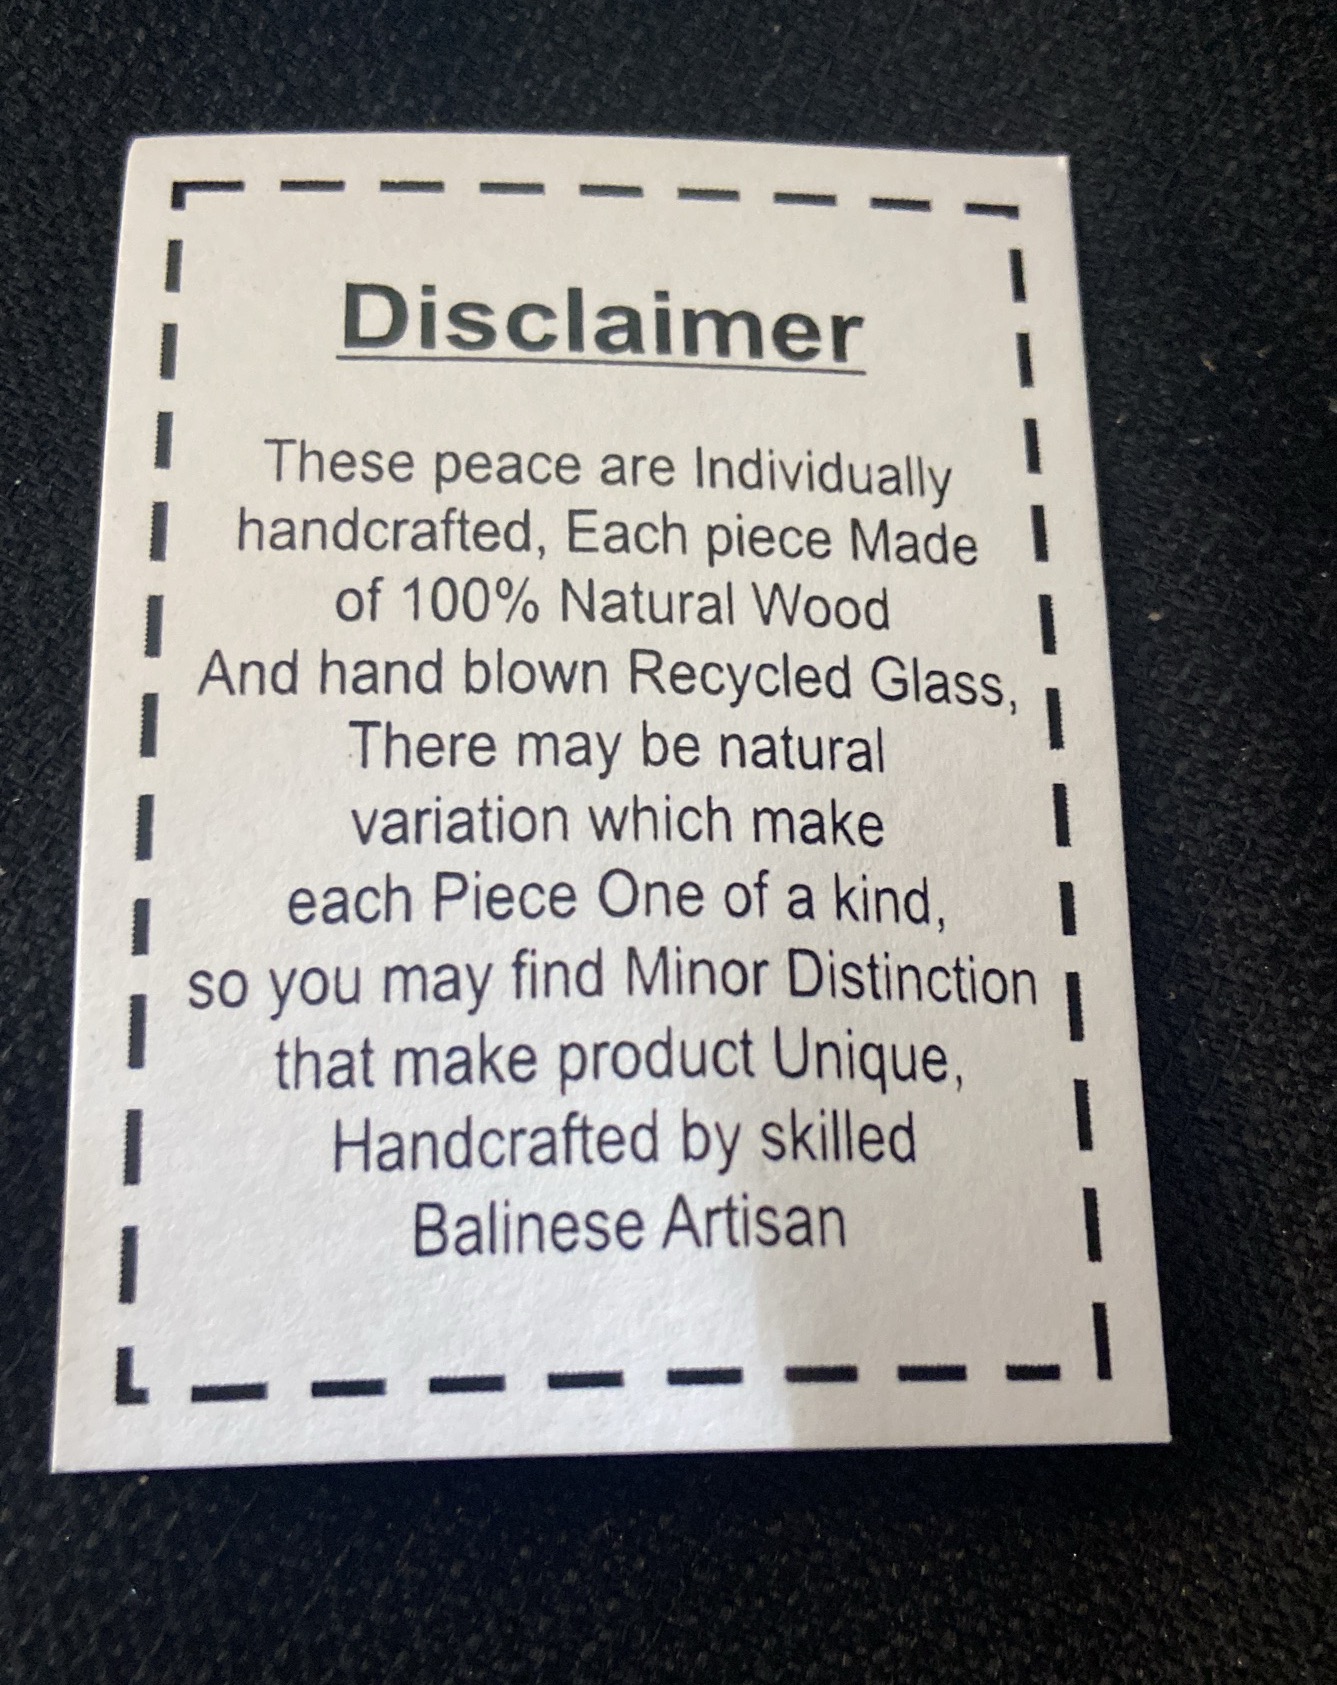 Disclaimer
These peace are Individually
handcrafted, Each piece Made
of 100% Natural Wood
And hand blown Recycled Glass,
There may be natural
variation which make
each Piece One of a kind,
so you may find Minor Distinction
that make product Unique,
Handcrafted by skilled
Balinese Artisan